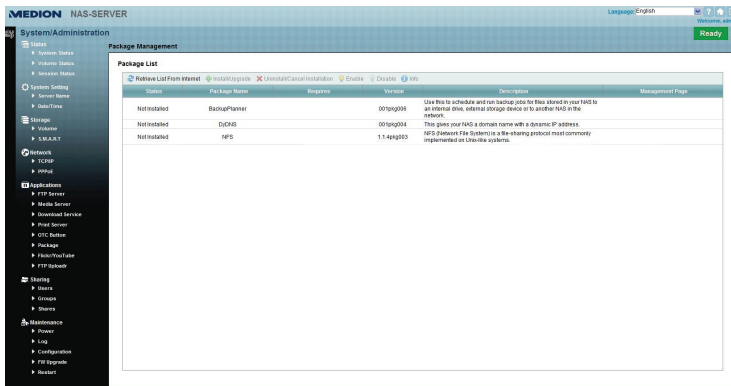 MEDION NAS-SERVER
Language: English
Welcome,
System/Administration
Ready
Status
System Status
Volume Status
Session Status
System Setting
Server Name
Date/Time
Storage
Volume
S.M.A.R.T
Network
TCP/IP
PPPoE
Applications
FTP Server
Media Server
Download Service
Print Server
OTC Button
Package
Flickr/YouTube
FTP Uploadr
Sharing
Users
Groups
Shares
Maintenance
Power
Log
Configuration
FW Upgrade
Restart
Package Management
Package List
Retrieve List From Internet Install/Upgrade Uninstall/Cancel Installation Enable Disable Info
Status Package Name Requires Version Description Management Page
Not Installed BackupPlanner 001pkg006 Use this to schedule and run backup jobs for files stored in your NAS to
an internal drive, external storage device or to another NAS in the
network.
Not Installed DyDNS 001pkg004 This gives your NAS a domain name with a dynamic IP address.
Not Installed NFS 1.1.4pkg003 NFS (Network File System) is a file-sharing protocol most commonly
implemented on Unix-like systems.